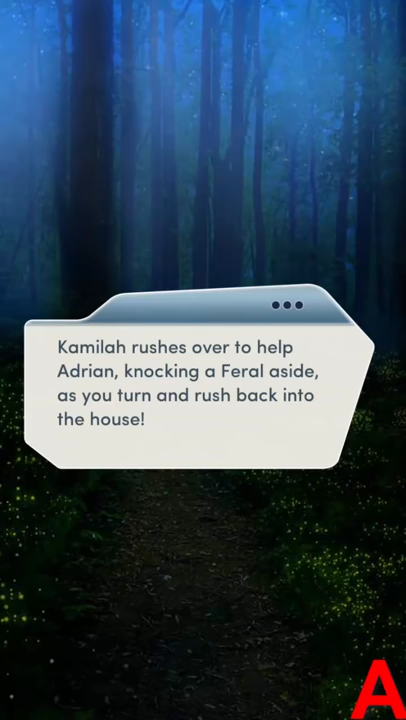 Kamilah rushes over to help
Adrian, knocking a Feral aside,
as you turn and rush back into
the house!
A